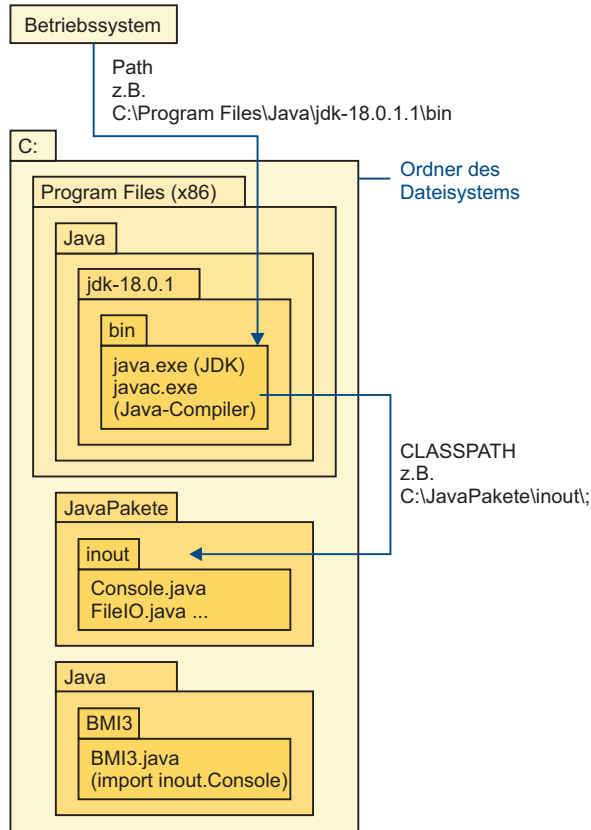 Betriebssystem
Path
z.B.
C:\Program Files\Java\jdk-18.0.1.1\bin
C:
Ordner des
Dateisystems
Program Files (x86)
Java
jdk-18.0.1
bin
java.exe (JDK)
javac.exe
(Java-Compiler)
CLASSPATH
z.B.
C:\JavaPakete\inout\;
JavaPakete
inout
Console.java
FileIO.java ...
Java
BMI3
BMI3.java
(import inout.Console)